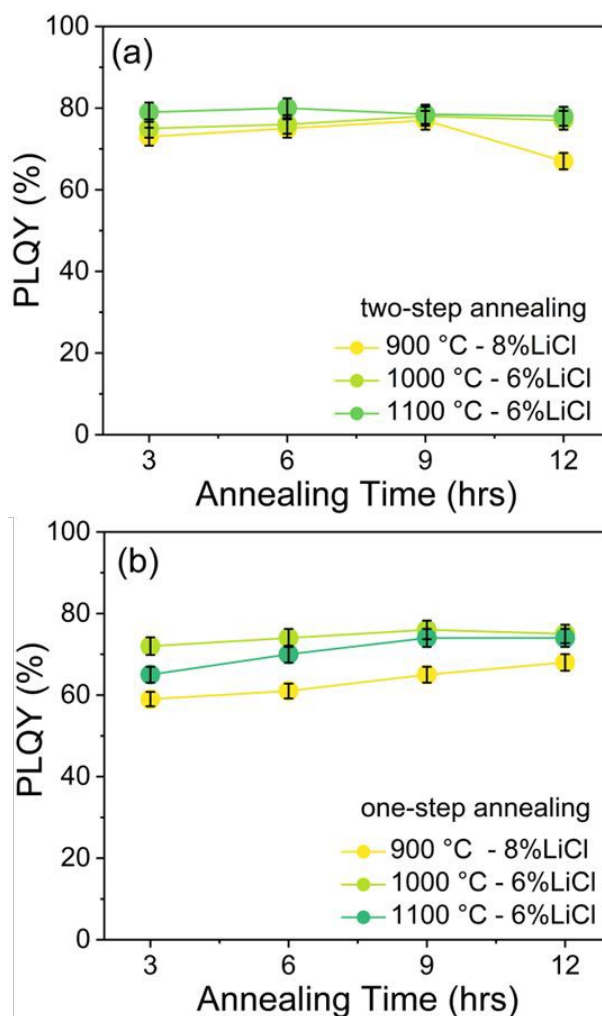 (a)
100
80
60
40
20
0
PLQY (%)
two-step annealing
900 °C - 8%LiCl
1000 °C - 6%LiCl
1100 °C - 6%LiCl
3 6 9 12
Annealing Time (hrs)
(b)
100
80
60
40
20
0
PLQY (%)
one-step annealing
900 °C - 8%LiCl
1000 °C - 6%LiCl
1100 °C - 6%LiCl
3 6 9 12
Annealing Time (hrs)